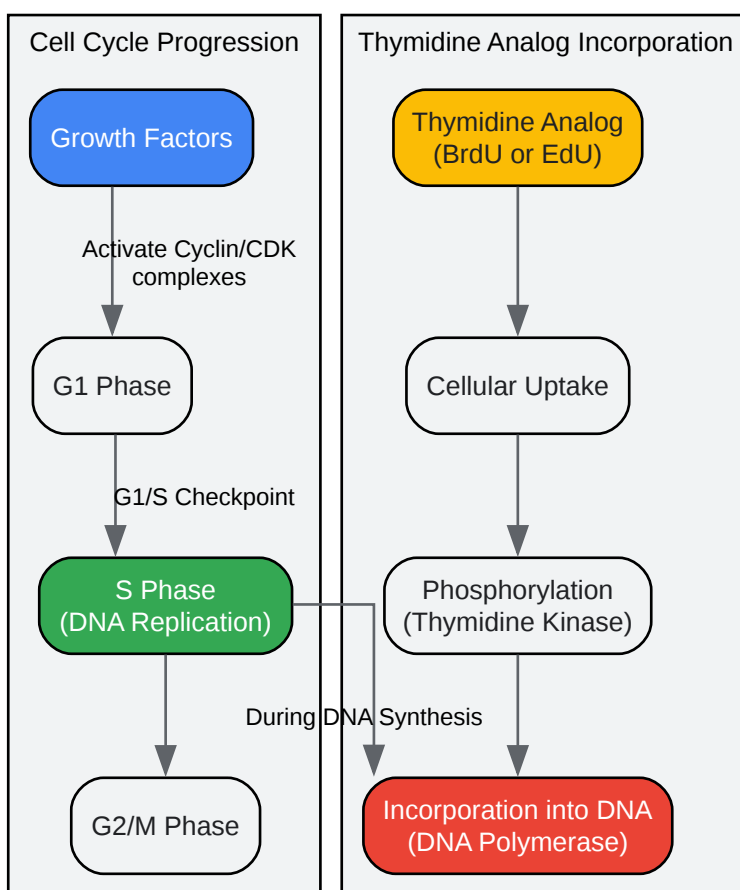 Cell Cycle Progression
Growth Factors
Activate Cyclin/CDK
complexes
G1 Phase
G1/S Checkpoint
S Phase
(DNA Replication)
During DNA Synthesis
G2/M Phase
Thymidine Analog Incorporation
Thymidine Analog
(BrdU or EdU)
Cellular Uptake
Phosphorylation
(Thymidine Kinase)
Incorporation into DNA
(DNA Polymerase)